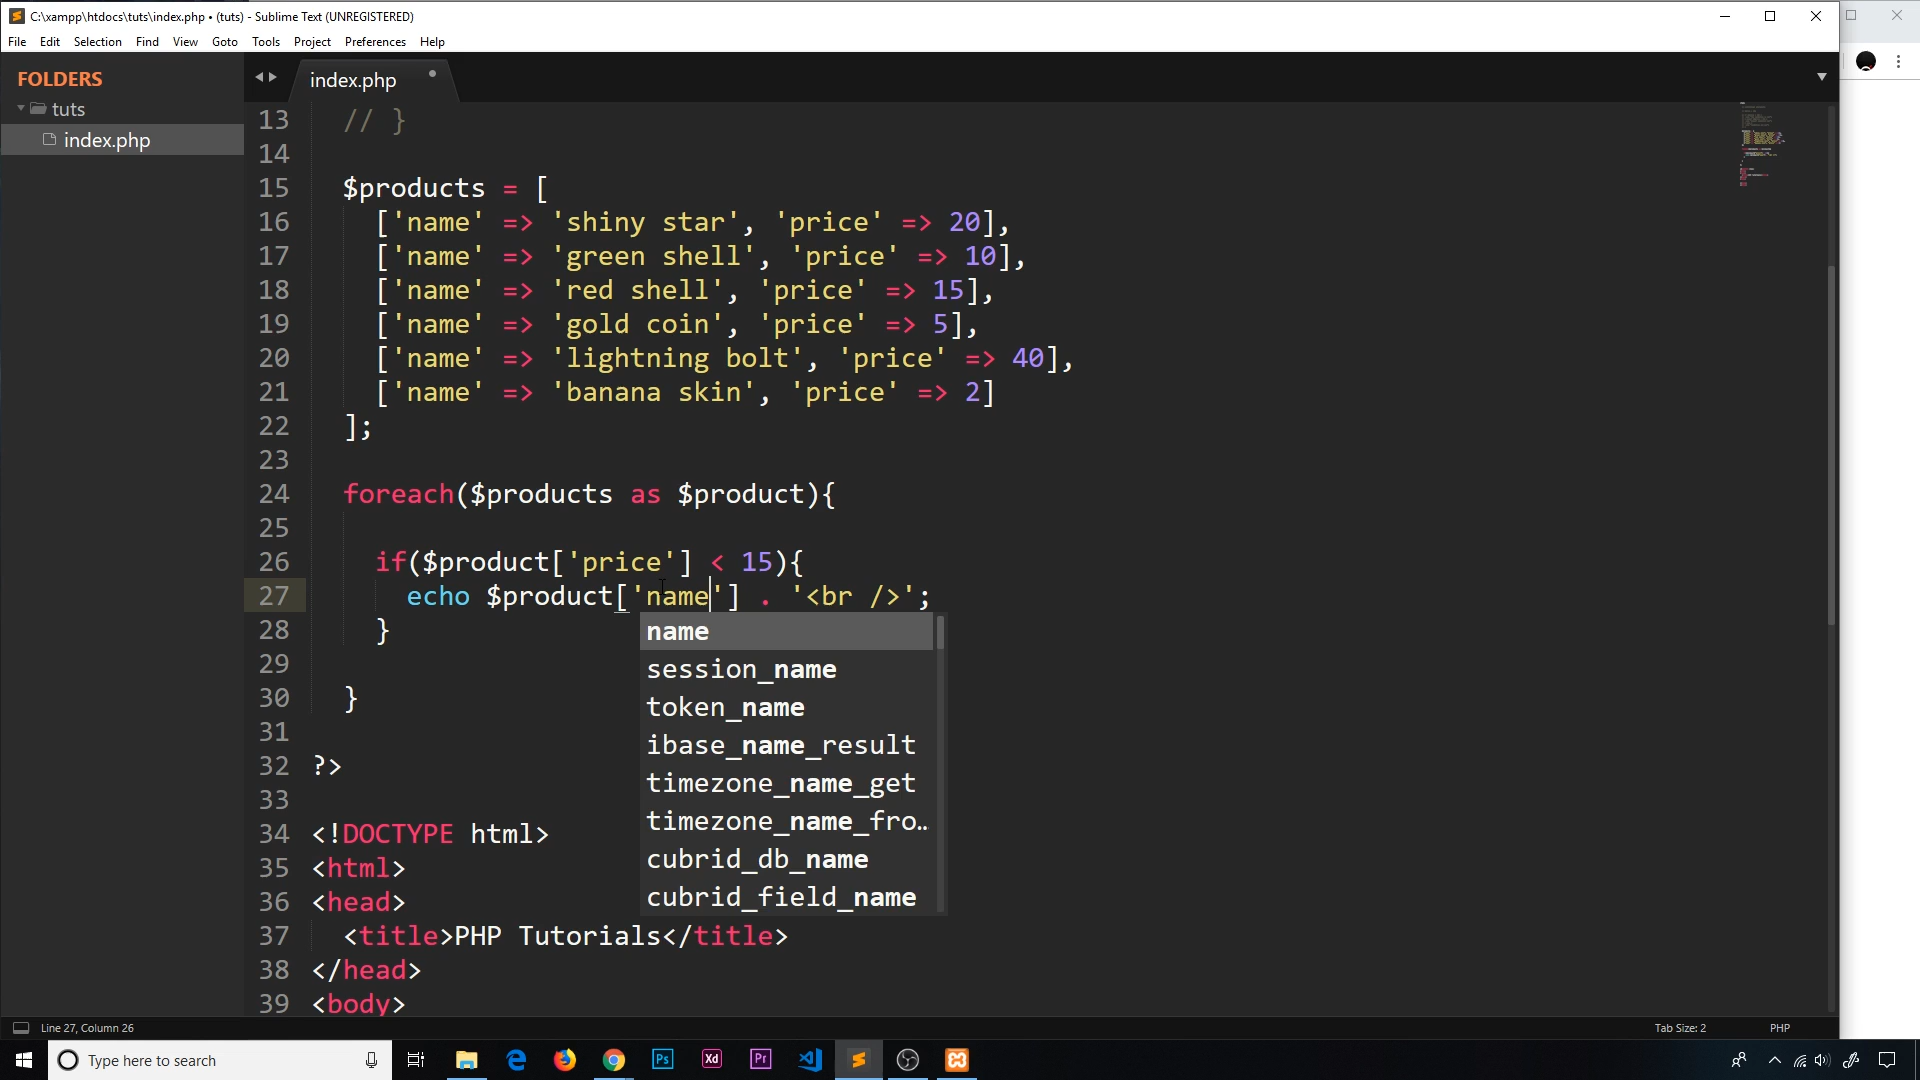 C:\xampp\htdocs\tuts\index.php • (tuts) - Sublime Text (UNREGISTERED)
File Edit Selection Find View Goto Tools Project Preferences Help
FOLDERS
tuts
index.php
index.php
13 // }
14
15 $products = [
16 ['name' => 'shiny star', 'price' => 20],
17 ['name' => 'green shell', 'price' => 10],
18 ['name' => 'red shell', 'price' => 15],
19 ['name' => 'gold coin', 'price' => 5],
20 ['name' => 'lightning bolt', 'price' => 40],
21 ['name' => 'banana skin', 'price' => 2]
22 ];
23
24 foreach($products as $product){
25
26 if($product['price'] < 15){
27 echo $product['name'] . '<br />';
28 }
29
30 }
31
32 ?>
33
34 <!DOCTYPE html>
35 <html>
36 <head>
37 <title>PHP Tutorials</title>
38 </head>
39 <body>
name
session_name
token_name
ibase_name_result
timezone_name_get
timezone_name_fro…
cubrid_db_name
cubrid_field_name
Line 27, Column 26
Tab Size: 2 PHP
Type here to search
Ps Xd Pr